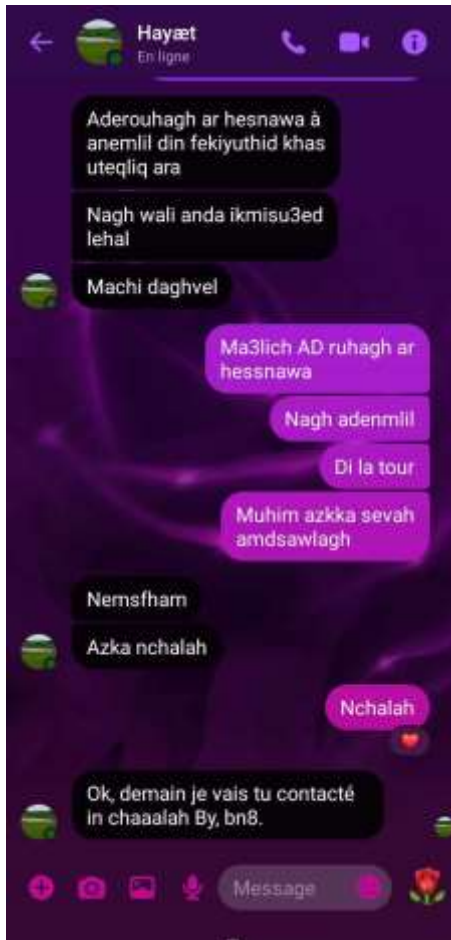 Hayæt
En ligne
Aderouhagh ar hesnawa à
anemlil din fekiyuthid khas
uteqliq ara
Nagh wali anda ikmisu3ed
lehal
Machi daghvel
Ma3lich AD ruhagh ar
hessnawa
Nagh adenmlil
Di la tour
Muhim azkka sevah
amdsawlagh
Nemsfham
Azka nchalah
Nchalah
Ok, demain je vais tu contacté
in chaaalah By, bn8.
Message